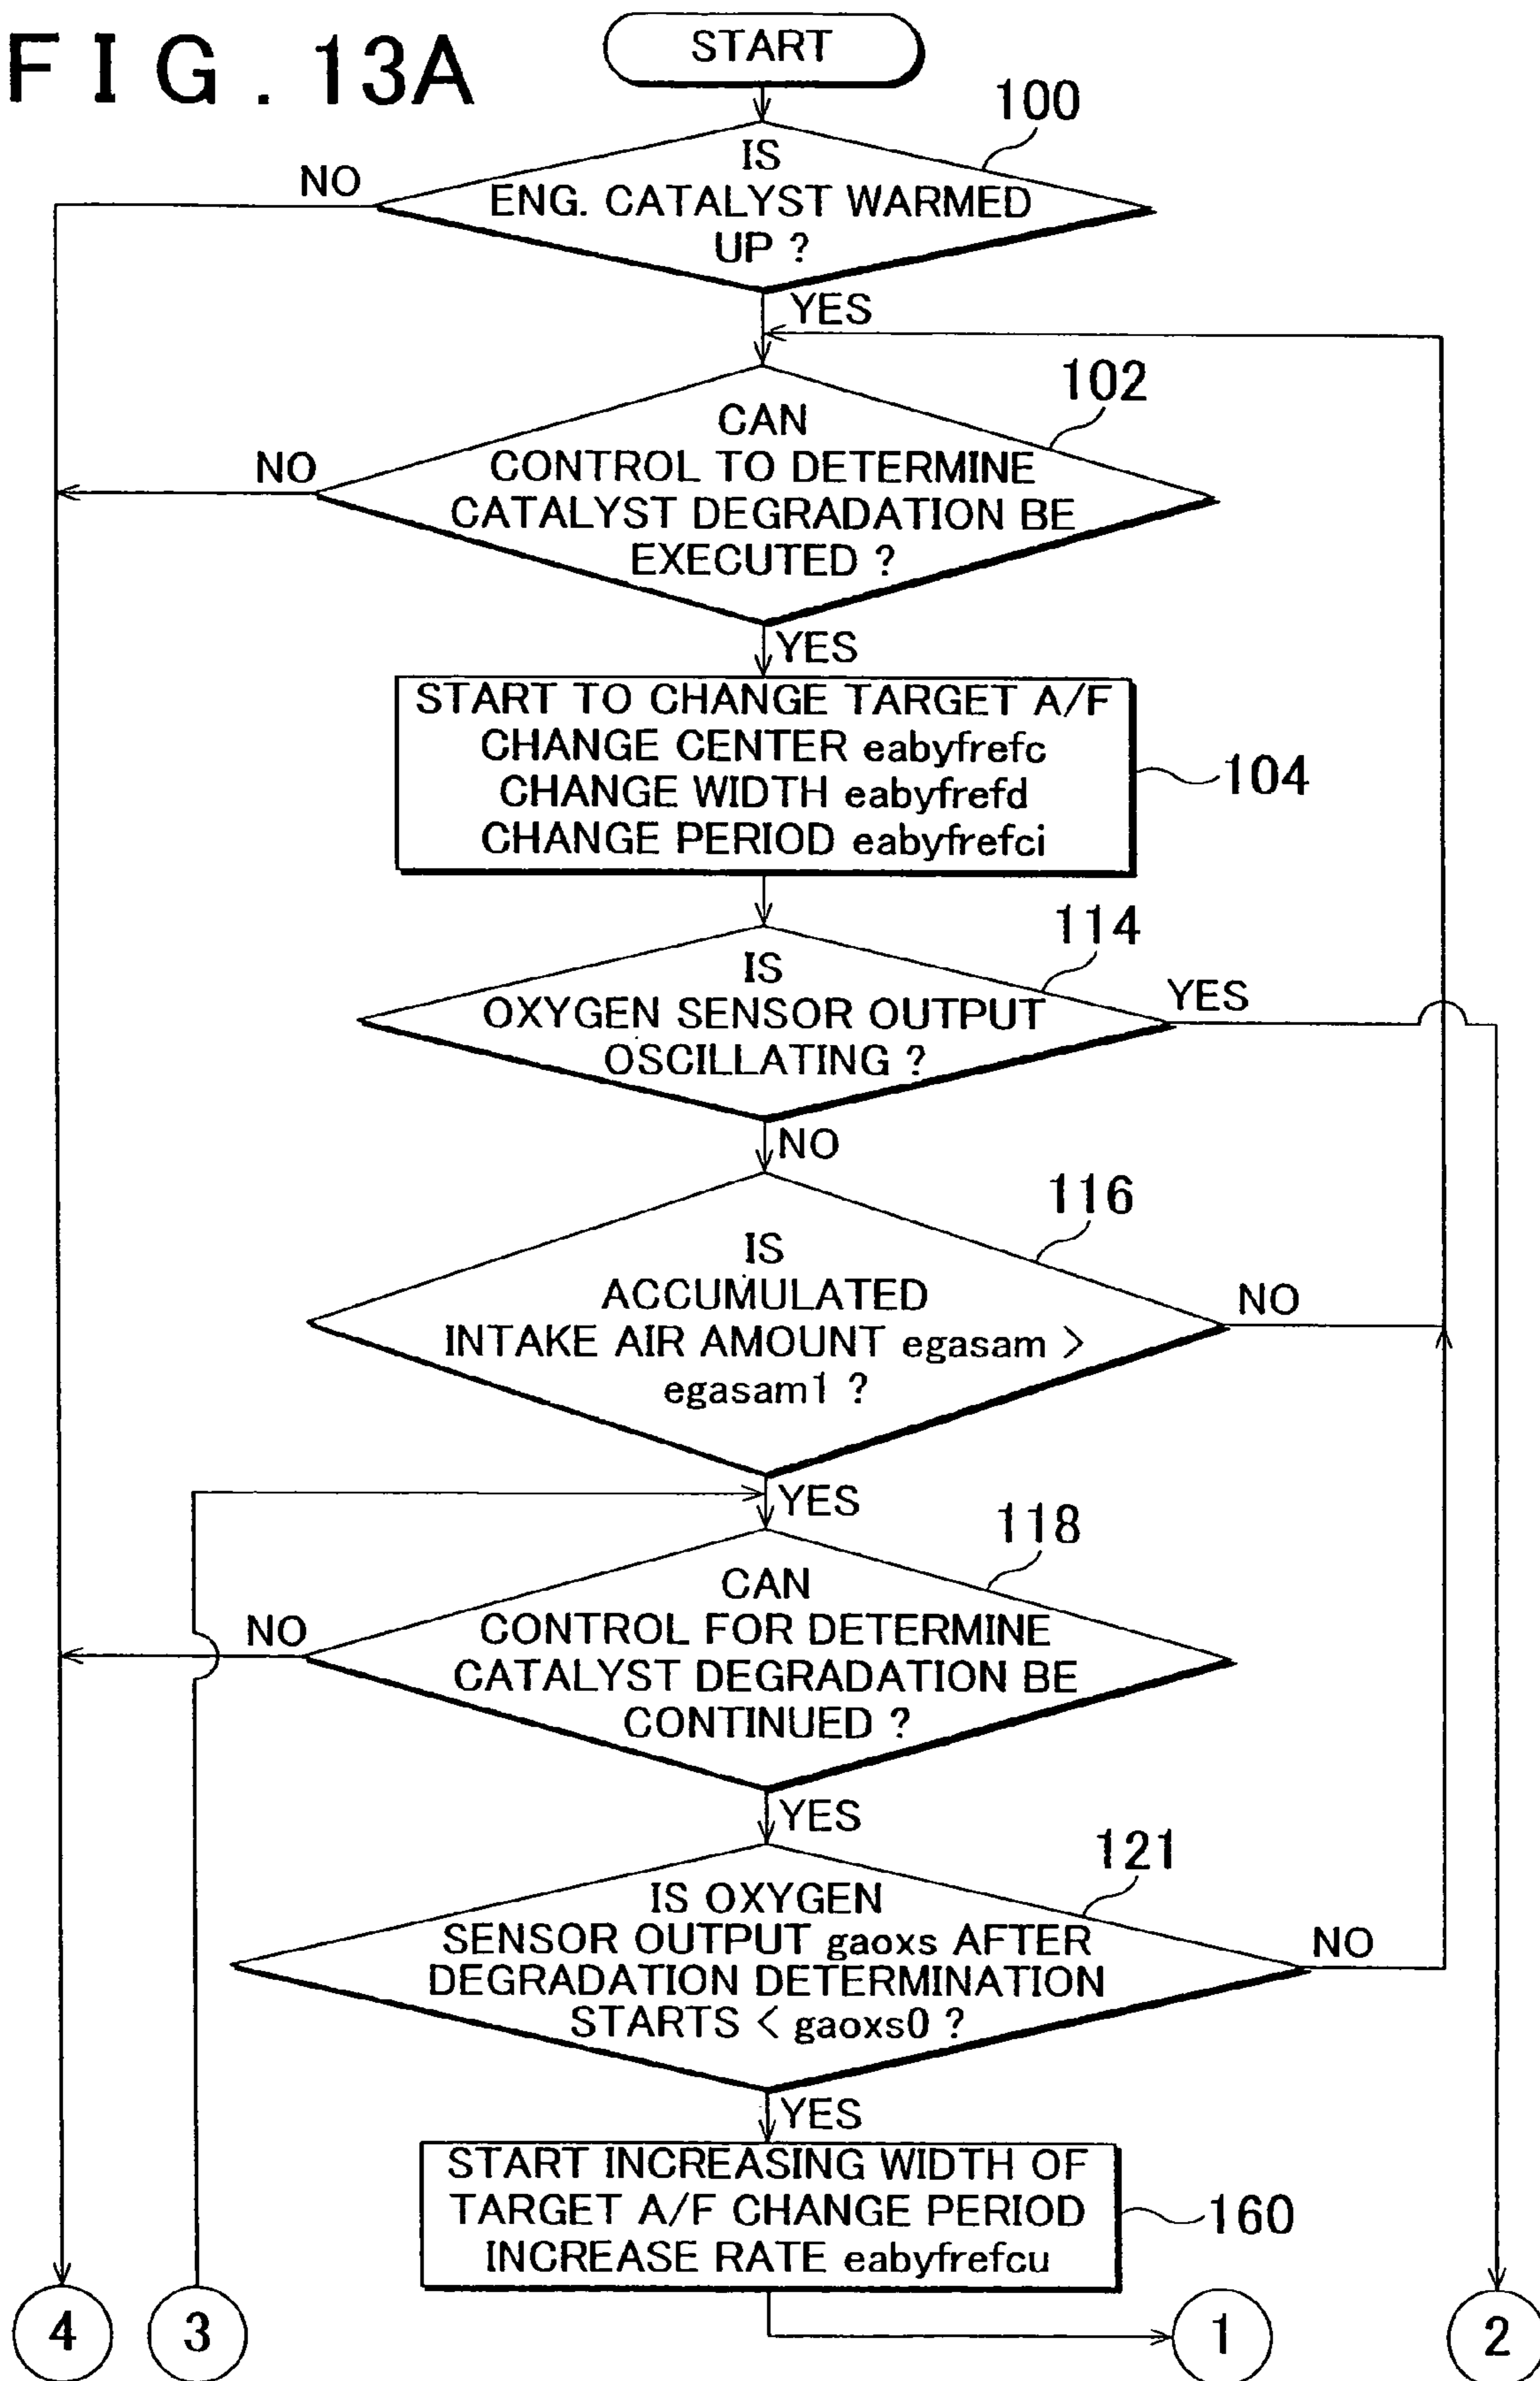 FIG. 13A
START
100
IS
ENG. CATALYST WARMED
UP ?
NO
YES
102
CAN
CONTROL TO DETERMINE
CATALYST DEGRADATION BE
EXECUTED ?
NO
YES
START TO CHANGE TARGET A/F
CHANGE CENTER eabyfrefc
CHANGE WIDTH eabyfrefd
CHANGE PERIOD eabyfrefci
104
114
IS
OXYGEN SENSOR OUTPUT
OSCILLATING ?
YES
NO
116
IS
ACCUMULATED
INTAKE AIR AMOUNT egasam >
egasam1 ?
NO
YES
118
CAN
CONTROL FOR DETERMINE
CATALYST DEGRADATION BE
CONTINUED ?
NO
YES
121
IS OXYGEN
SENSOR OUTPUT gaoxs AFTER
DEGRADATION DETERMINATION
STARTS < gaoxs0 ?
NO
YES
START INCREASING WIDTH OF
TARGET A/F CHANGE PERIOD
INCREASE RATE eabyfrefcu
160
4
3
1
2